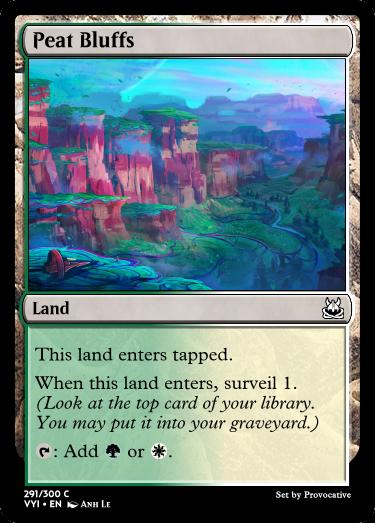 Peat Bluffs
Land
This land enters tapped.
When this land enters, surveil 1.
(Look at the top card of your library.
You may put it into your graveyard.)
: Add or .
291/300 C
VYI • EN Anh Le
Set by Provocative